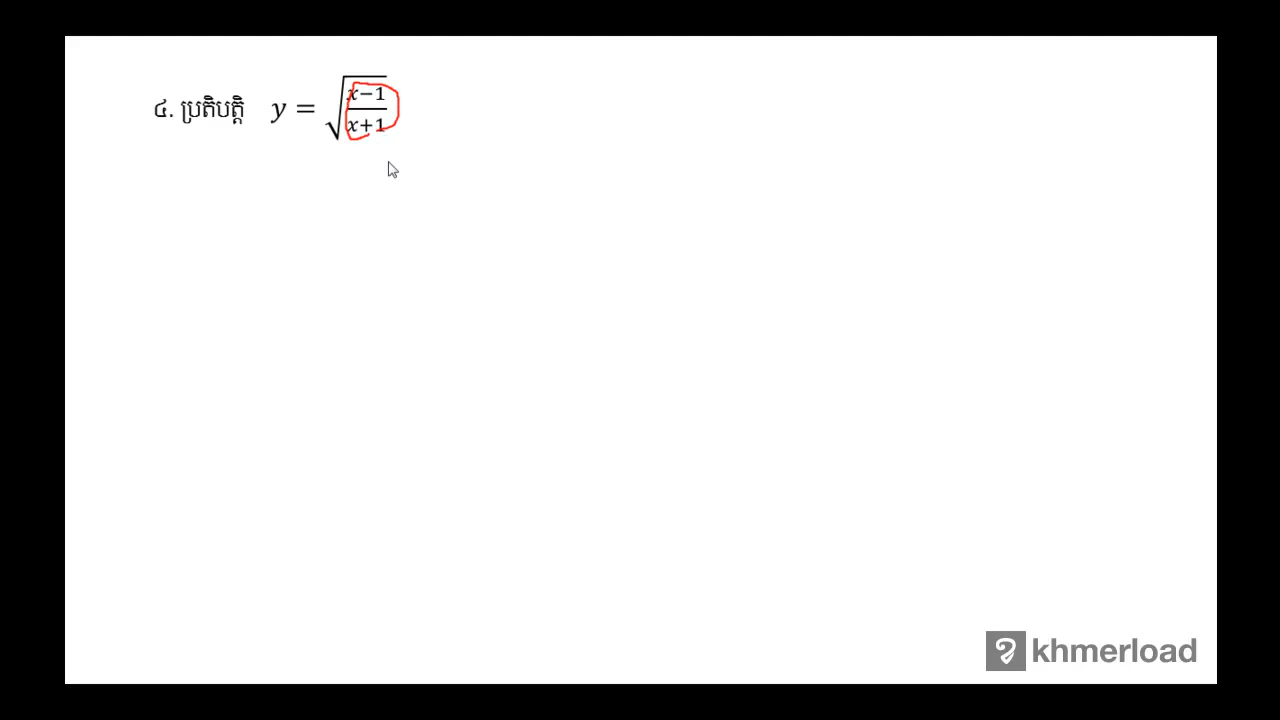 ៤. ប្រតិបត្តិ y = √((x−1)/(x+1))
khmerload